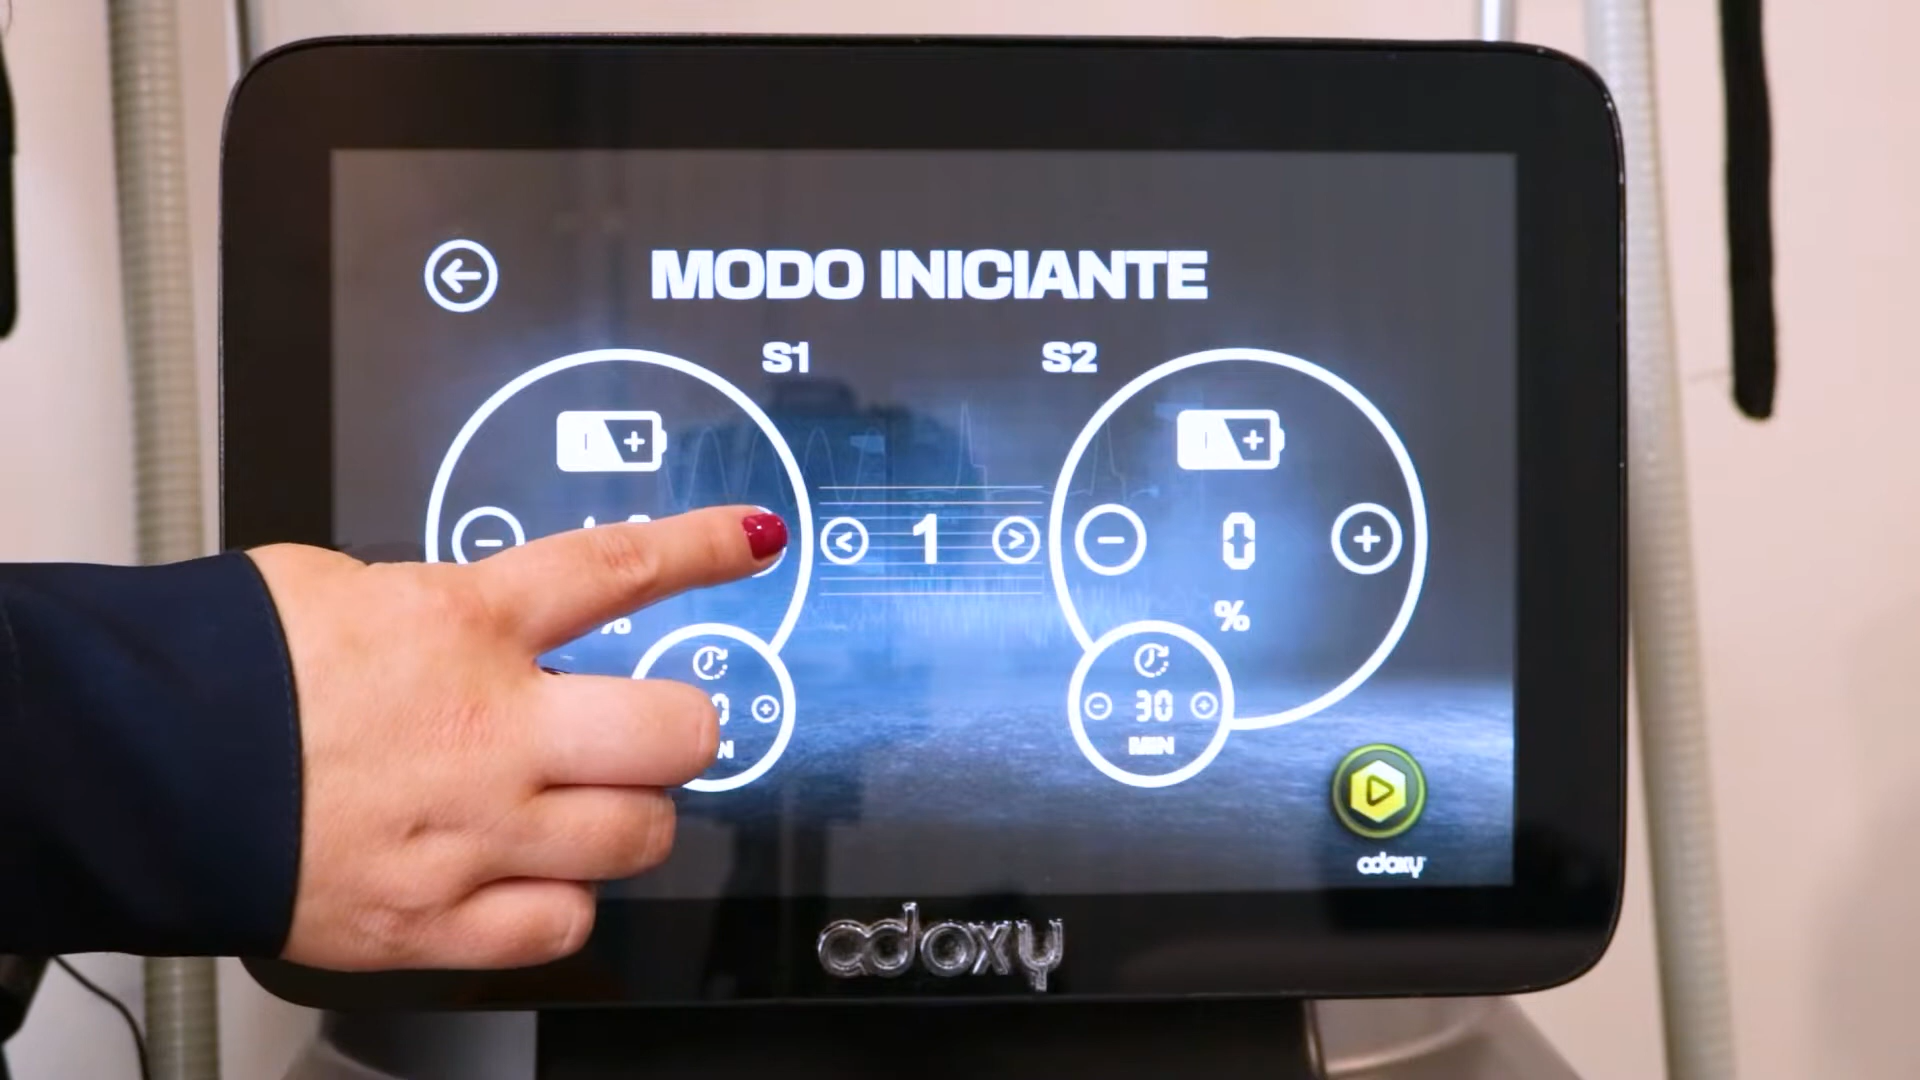 MODO INICIANTE
S1 S2
1
0
%
%
30
MIN
adoxy
adoxy